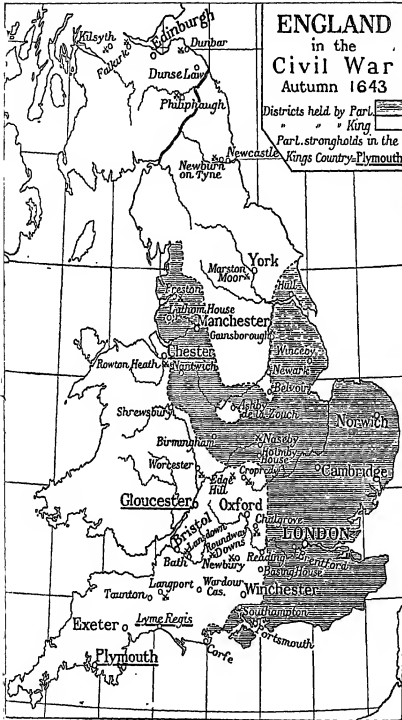 ENGLAND
in the
Civil War
Autumn 1643
Districts held by Parl.
" " " King
Parl. strongholds in the
Kings Country=Plymouth
Edinburgh
Kilsyth
Falkirk
Dunbar
Dunse Law
Philiphaugh
Newcastle
Newburn
on Tyne
York
Marston
Moor
Preston
Hull
Lathom House
Manchester
Gainsborough
Chester
Winceby
Rowton Heath
Nantwich
Newark
Belvoir
Shrewsbury
Ashby
de la Zouch
Norwich
Birmingham
Naseby
Holmby
House
Worcester
Edge
Hill
Cropredy
Cambridge
Gloucester
Oxford
Chalgrove
Bristol
Lansdown
Roundway
Downs
LONDON
Bath
Newbury
Reading
Brentford
Basing House
Langport
Wardour
Cas.
Winchester
Taunton
Southampton
Exeter
Lyme Regis
Portsmouth
Corfe
Plymouth